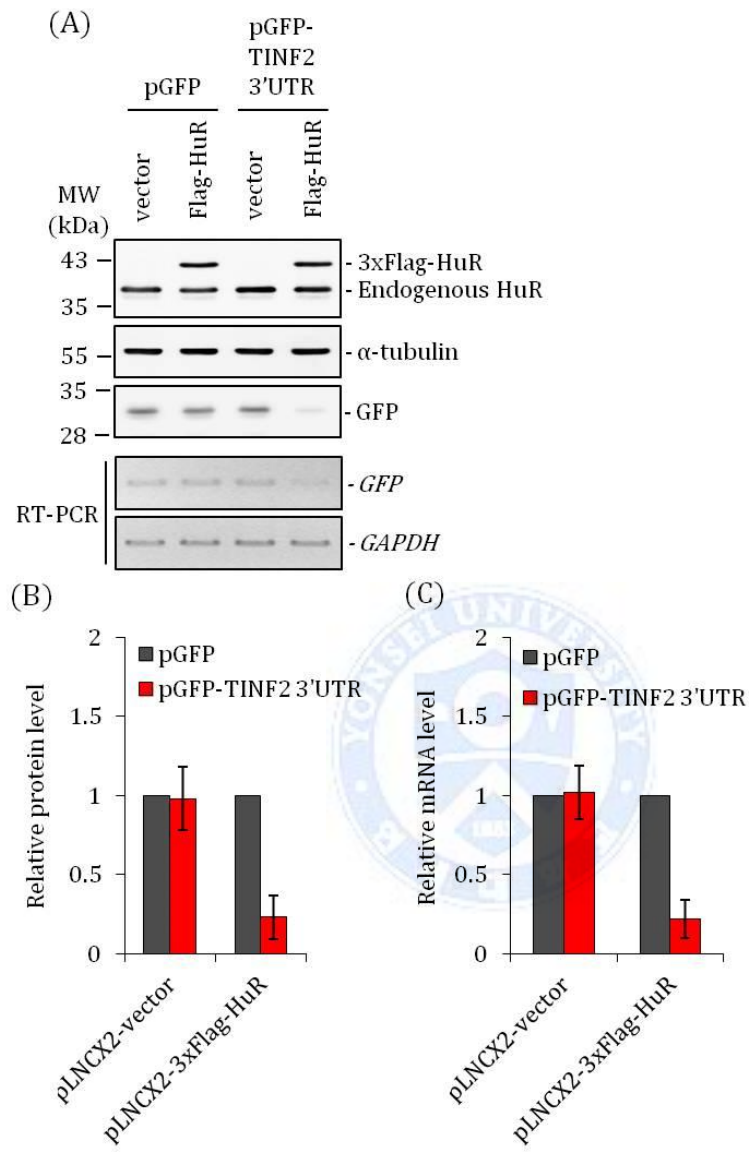 (A)
pGFP
pGFP-
TINF2
3'UTR
vector
Flag-HuR
vector
Flag-HuR
MW
(kDa)
43
35
- 3xFlag-HuR
- Endogenous HuR
55
- α-tubulin
35
28
- GFP
RT-PCR
- GFP
- GAPDH
(B)
Relative protein level
2
1.5
1
0.5
0
pGFP
pGFP-TINF2 3'UTR
pLNCX2-vector
pLNCX2-3xFlag-HuR
(C)
YONSEI UNIVERSITY
Relative mRNA level
2
1.5
1
0.5
0
pGFP
pGFP-TINF2 3'UTR
pLNCX2-vector
pLNCX2-3xFlag-HuR